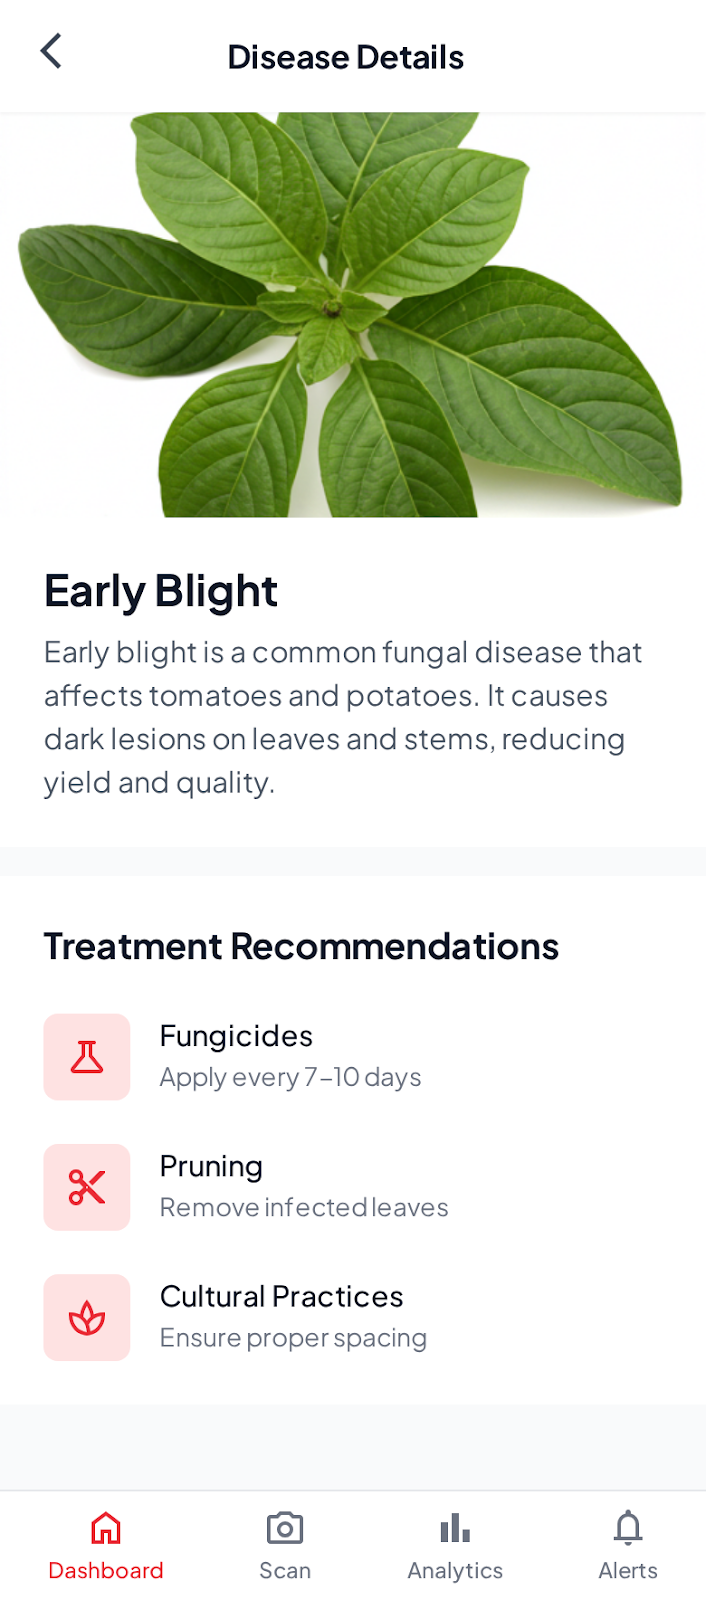 Disease Details
Early Blight
Early blight is a common fungal disease that
affects tomatoes and potatoes. It causes
dark lesions on leaves and stems, reducing
yield and quality.
Treatment Recommendations
Fungicides
Apply every 7–10 days
Pruning
Remove infected leaves
Cultural Practices
Ensure proper spacing
Dashboard
Scan
Analytics
Alerts